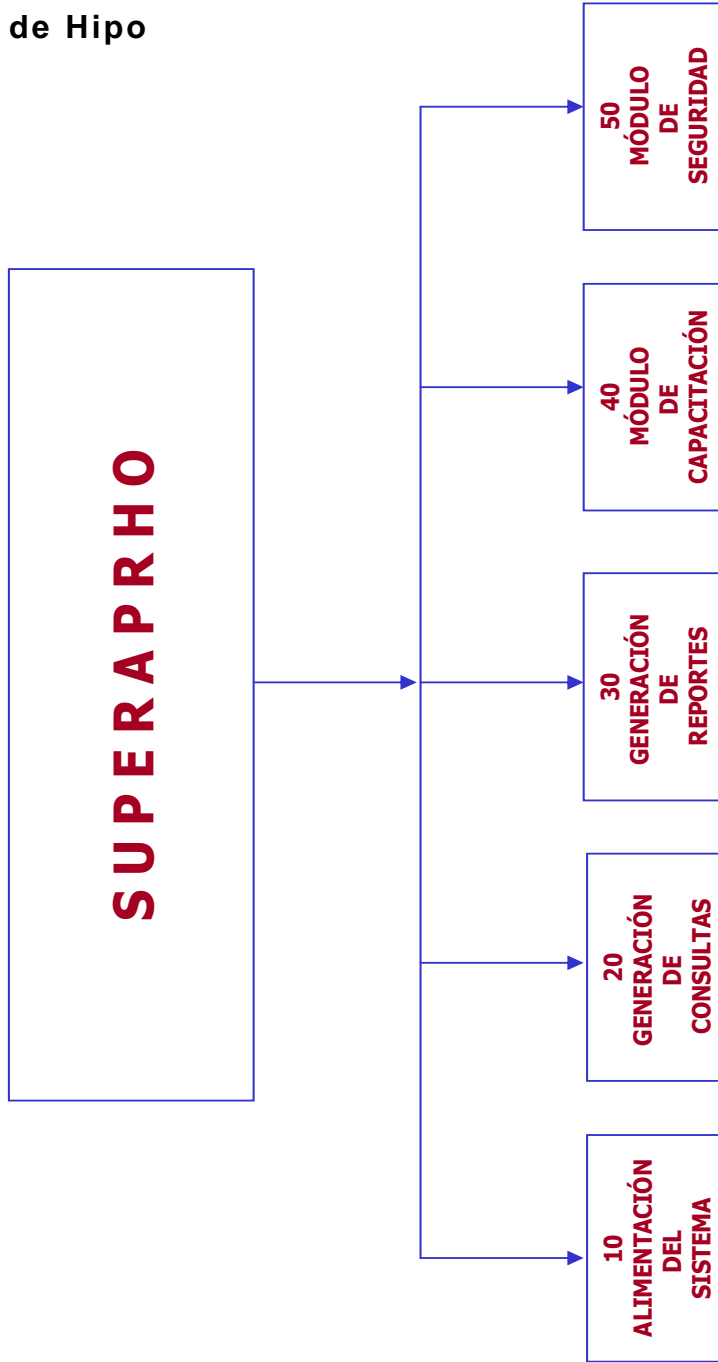 de Hipo
SUPERAPRHO
10
ALIMENTACIÓN
DEL
SISTEMA
20
GENERACIÓN
DE
CONSULTAS
30
GENERACIÓN
DE
REPORTES
40
MÓDULO
DE
CAPACITACIÓN
50
MÓDULO
DE
SEGURIDAD